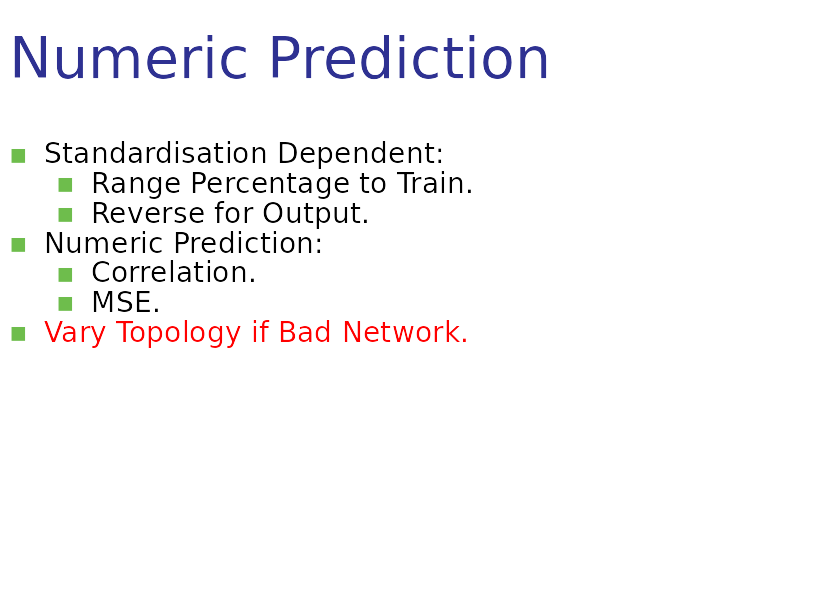 Numeric Prediction
Standardisation Dependent:
Range Percentage to Train.
Reverse for Output.
Numeric Prediction:
Correlation.
MSE.
Vary Topology if Bad Network.